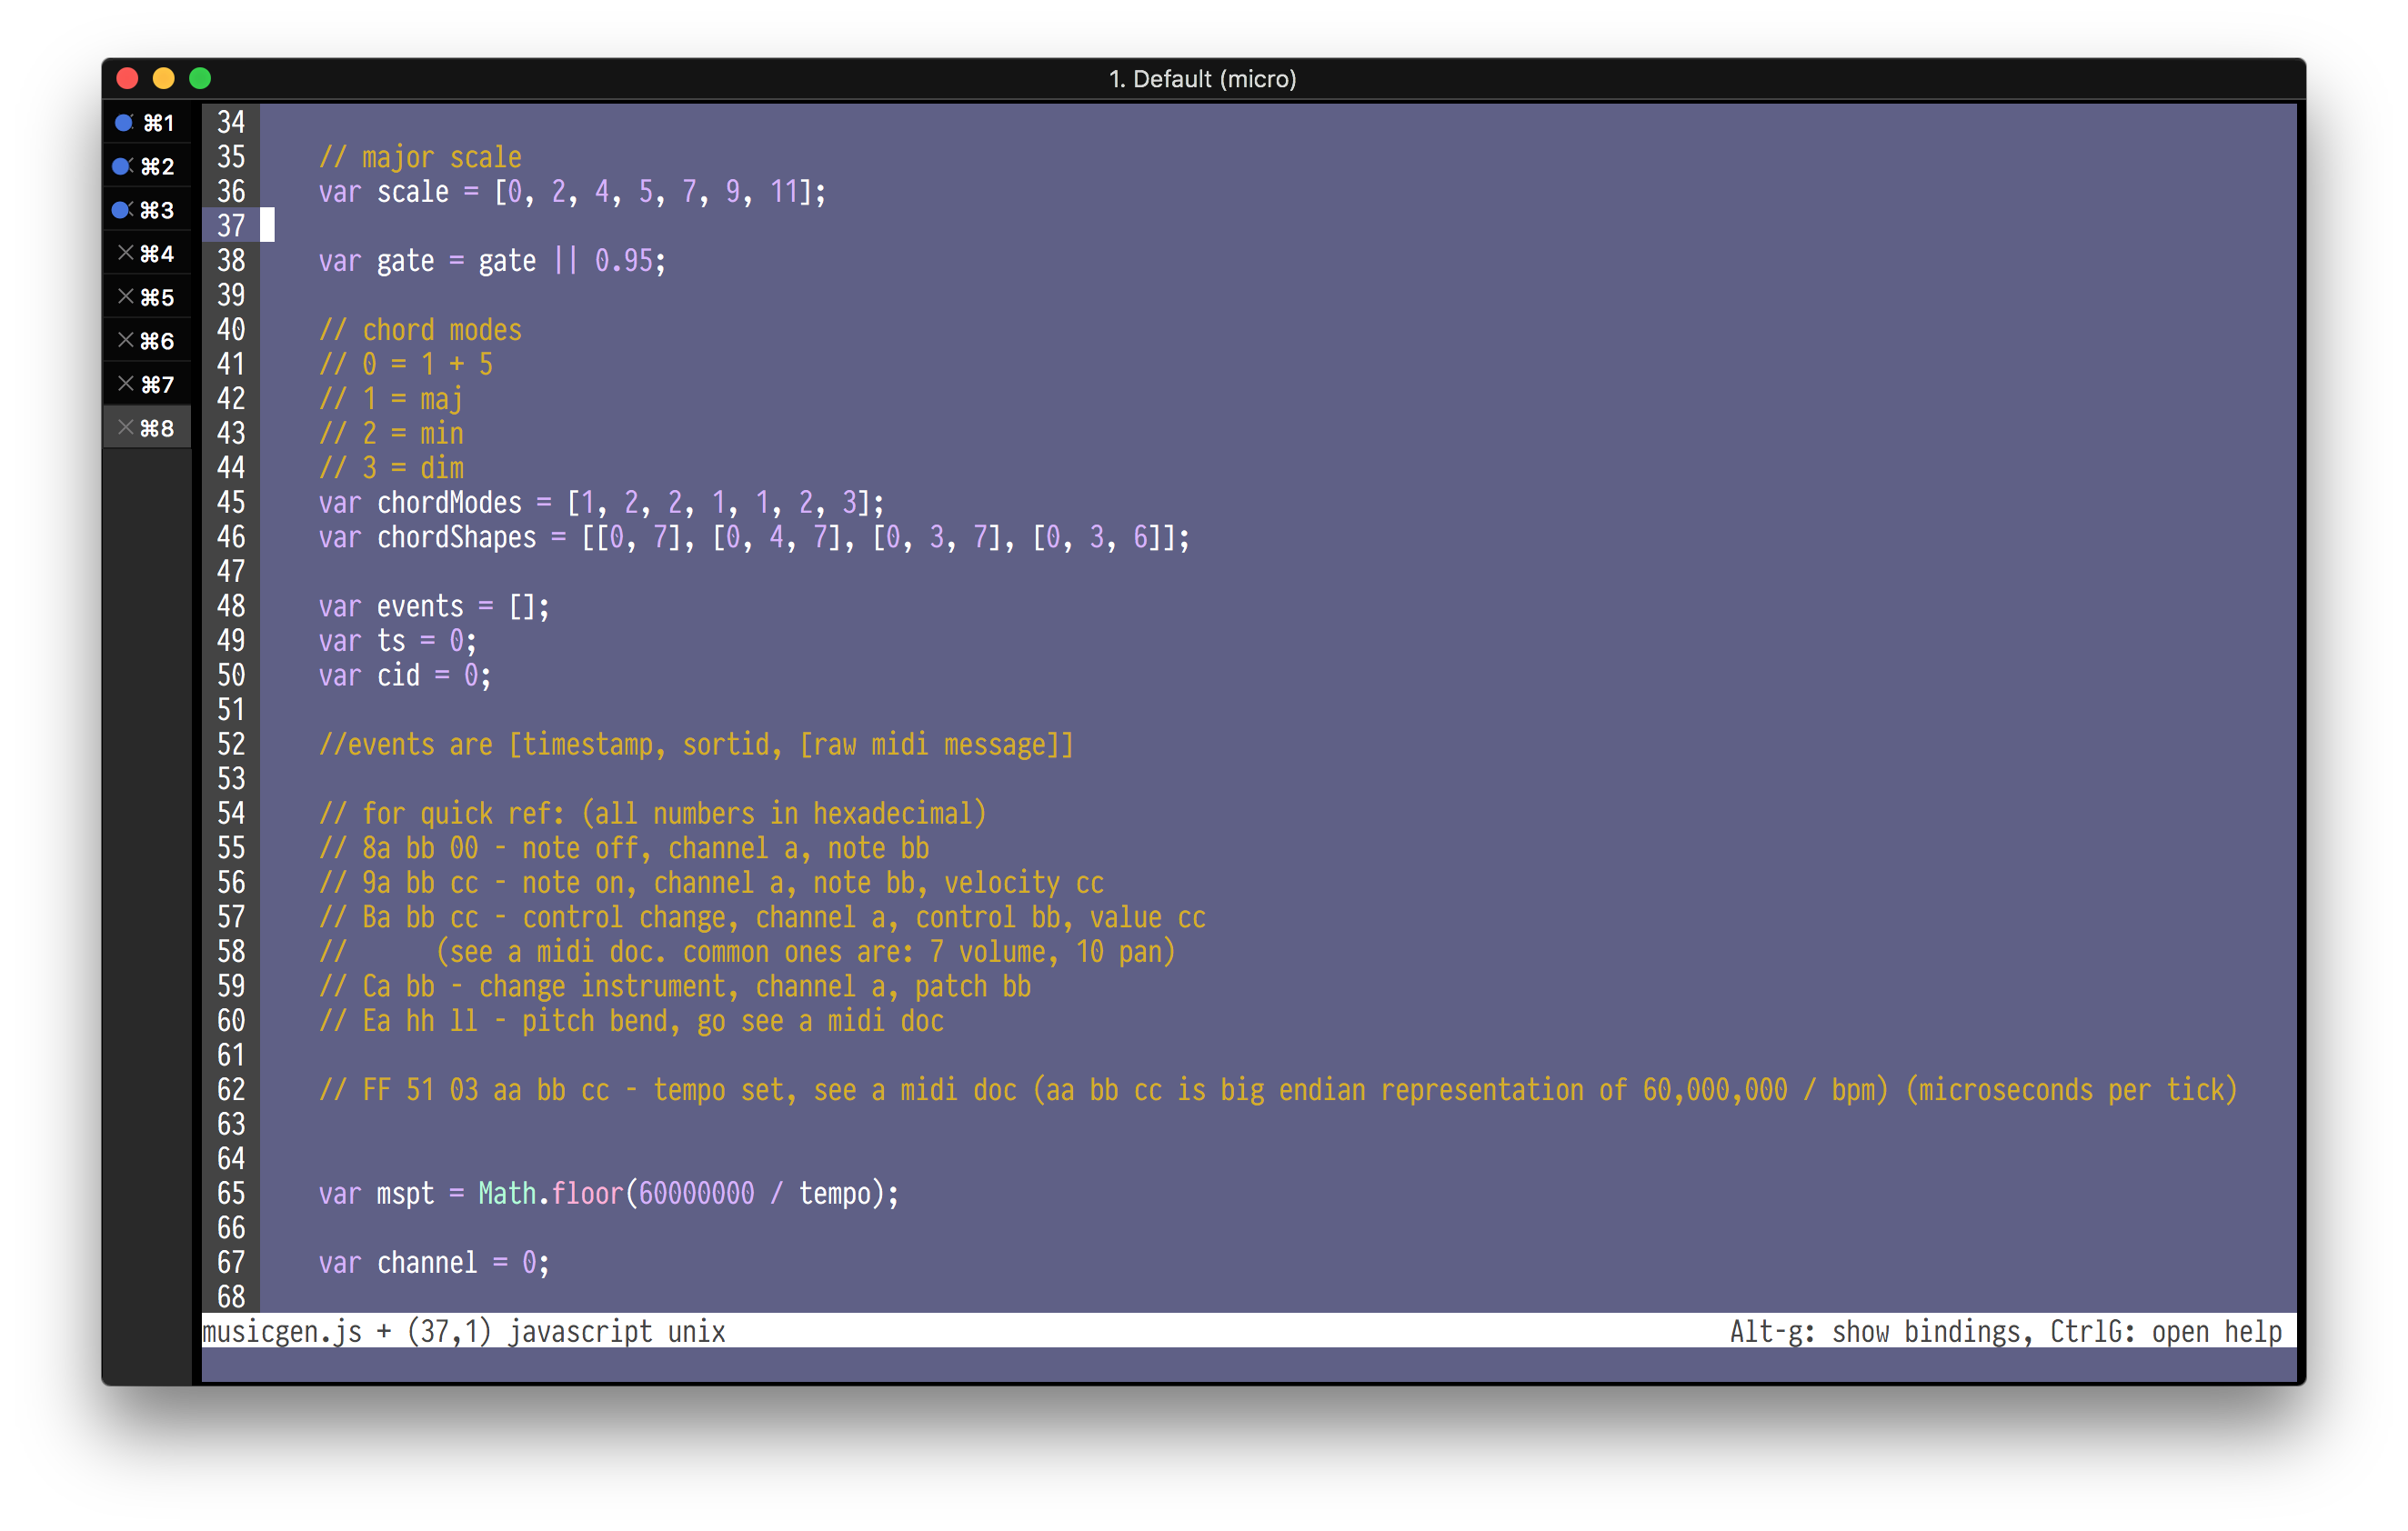 1. Default (micro)
⌘1
⌘2
⌘3
⌘4
⌘5
⌘6
⌘7
⌘8
34
35 // major scale
36 var scale = [0, 2, 4, 5, 7, 9, 11];
37
38 var gate = gate || 0.95;
39
40 // chord modes
41 // 0 = 1 + 5
42 // 1 = maj
43 // 2 = min
44 // 3 = dim
45 var chordModes = [1, 2, 2, 1, 1, 2, 3];
46 var chordShapes = [[0, 7], [0, 4, 7], [0, 3, 7], [0, 3, 6]];
47
48 var events = [];
49 var ts = 0;
50 var cid = 0;
51
52 //events are [timestamp, sortid, [raw midi message]]
53
54 // for quick ref: (all numbers in hexadecimal)
55 // 8a bb 00 - note off, channel a, note bb
56 // 9a bb cc - note on, channel a, note bb, velocity cc
57 // Ba bb cc - control change, channel a, control bb, value cc
58 //      (see a midi doc. common ones are: 7 volume, 10 pan)
59 // Ca bb - change instrument, channel a, patch bb
60 // Ea hh ll - pitch bend, go see a midi doc
61
62 // FF 51 03 aa bb cc - tempo set, see a midi doc (aa bb cc is big endian representation of 60,000,000 / bpm) (microseconds per tick)
63
64
65 var mspt = Math.floor(60000000 / tempo);
66
67 var channel = 0;
68
musicgen.js + (37,1) javascript unix Alt-g: show bindings, CtrlG: open help